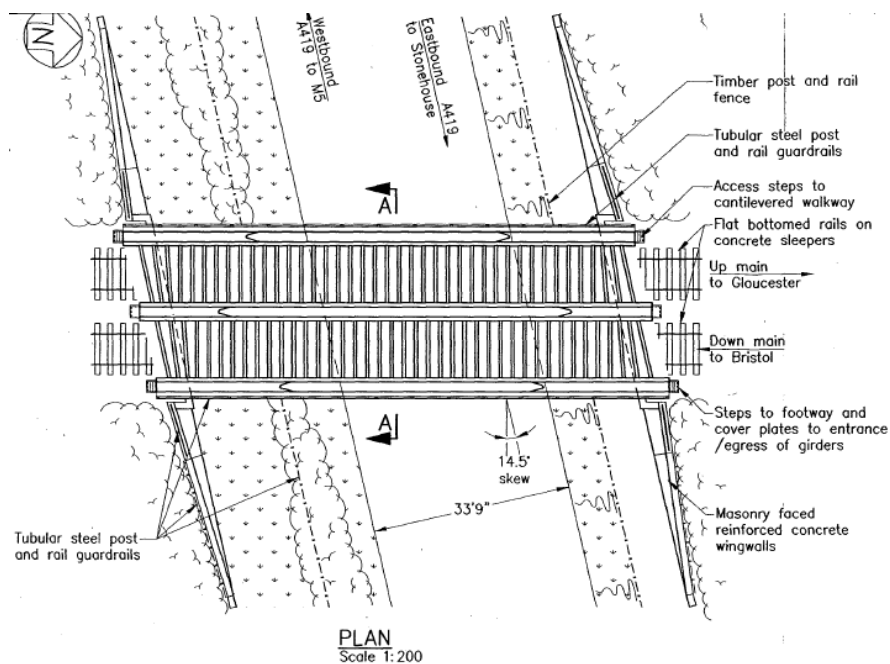 N
Westbound
A419 to M5
Eastbound A419
to Stonehouse
Timber post and rail
fence
Tubular steel post
and rail guardrails
A
Access steps to
cantilevered walkway
Flat bottomed rails on
concrete sleepers
Up main
to Gloucester
Down main
to Bristol
A
Steps to footway and
cover plates to entrance
/egress of girders
14.5°
skew
33'9"
Masonry faced
reinforced concrete
wingwalls
Tubular steel post
and rail guardrails
PLAN
Scale 1:200